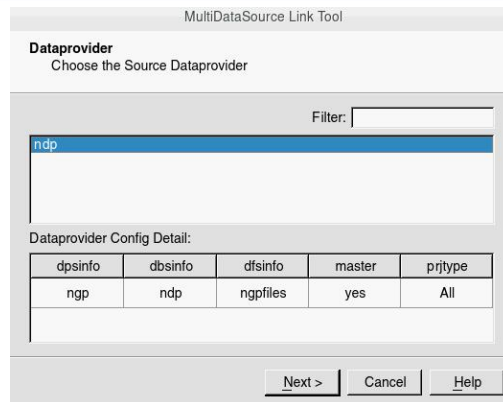 MultiDataSource Link Tool
Dataprovider
Choose the Source Dataprovider
Filter:
ndp
Dataprovider Config Detail:
dpsinfo dbsinfo dfsinfo master prjtype
ngp ndp ngpfiles yes All
Next > Cancel Help